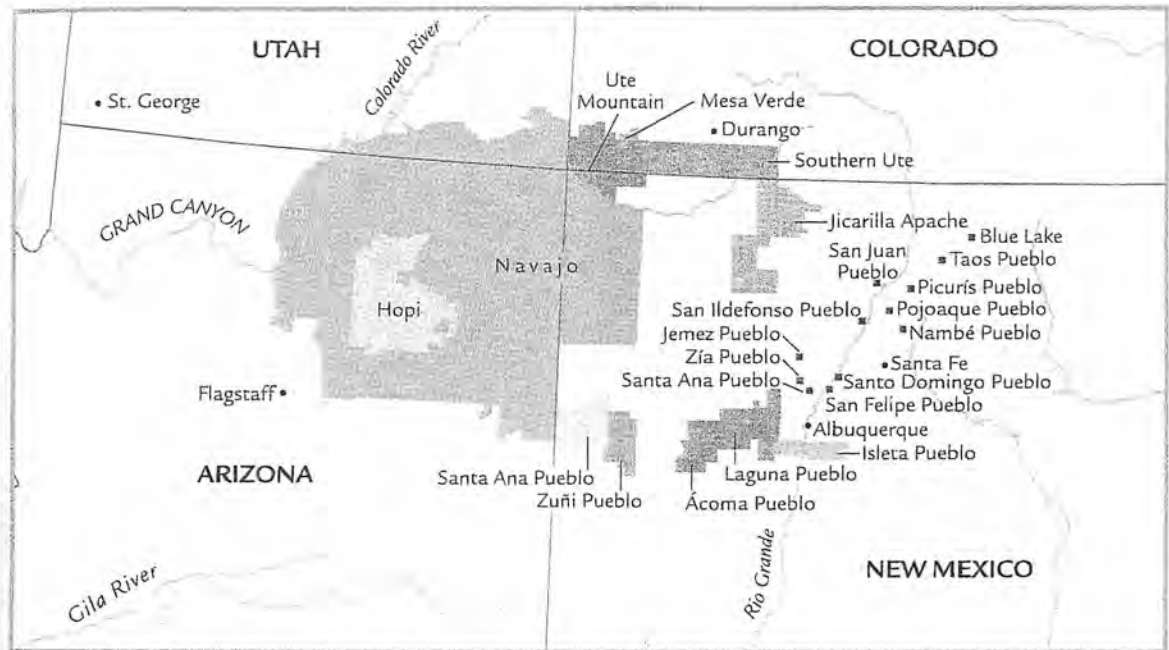 UTAH
COLORADO
Colorado River
Ute
Mountain
Mesa Verde
St. George
Durango
Southern Ute
GRAND CANYON
Jicarilla Apache
Blue Lake
San Juan
Pueblo
Taos Pueblo
Navajo
Picurís Pueblo
Hopi
San Ildefonso Pueblo
Pojoaque Pueblo
Jemez Pueblo
Nambé Pueblo
Zía Pueblo
Santa Fe
Santa Ana Pueblo
Santo Domingo Pueblo
Flagstaff
San Felipe Pueblo
Albuquerque
Isleta Pueblo
ARIZONA
Santa Ana Pueblo
Laguna Pueblo
Zuñi Pueblo
Ácoma Pueblo
Rio Grande
NEW MEXICO
Gila River